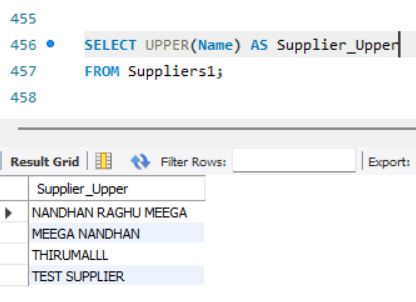 455
456 SELECT UPPER(Name) AS Supplier_Upper
457 FROM Suppliers1;
458
Result Grid Filter Rows: Export:
Supplier_Upper
NANDHAN RAGHU MEEGA
MEEGA NANDHAN
THIRUMALLL
TEST SUPPLIER